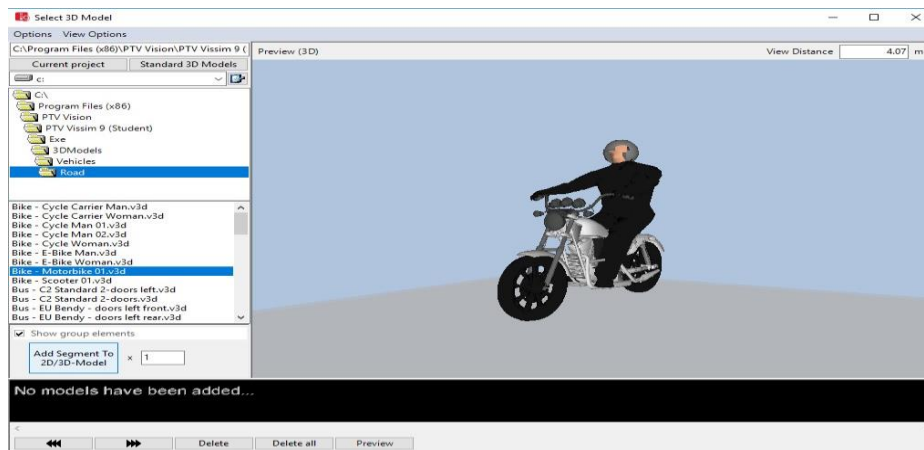 Select 3D Model
Options View Options
C:\Program Files (x86)\PTV Vision\PTV Vissim 9 (
Preview (3D)
View Distance 4.07 m
Current project Standard 3D Models
c:
C:\
Program Files (x86)
PTV Vision
PTV Vissim 9 (Student)
Exe
3DModels
Vehicles
Road
Bike - Cycle Carrier Man.v3d
Bike - Cycle Carrier Woman.v3d
Bike - Cycle Man 01.v3d
Bike - Cycle Man 02.v3d
Bike - Cycle Woman.v3d
Bike - E-Bike Man.v3d
Bike - E-Bike Woman.v3d
Bike - Motorbike 01.v3d
Bike - Scooter 01.v3d
Bus - C2 Standard 2-doors left.v3d
Bus - C2 Standard 2-doors.v3d
Bus - EU Bendy - doors left front.v3d
Bus - EU Bendy - doors left rear.v3d
Show group elements
Add Segment To
2D/3D-Model
× 1
No models have been added...
Delete Delete all Preview